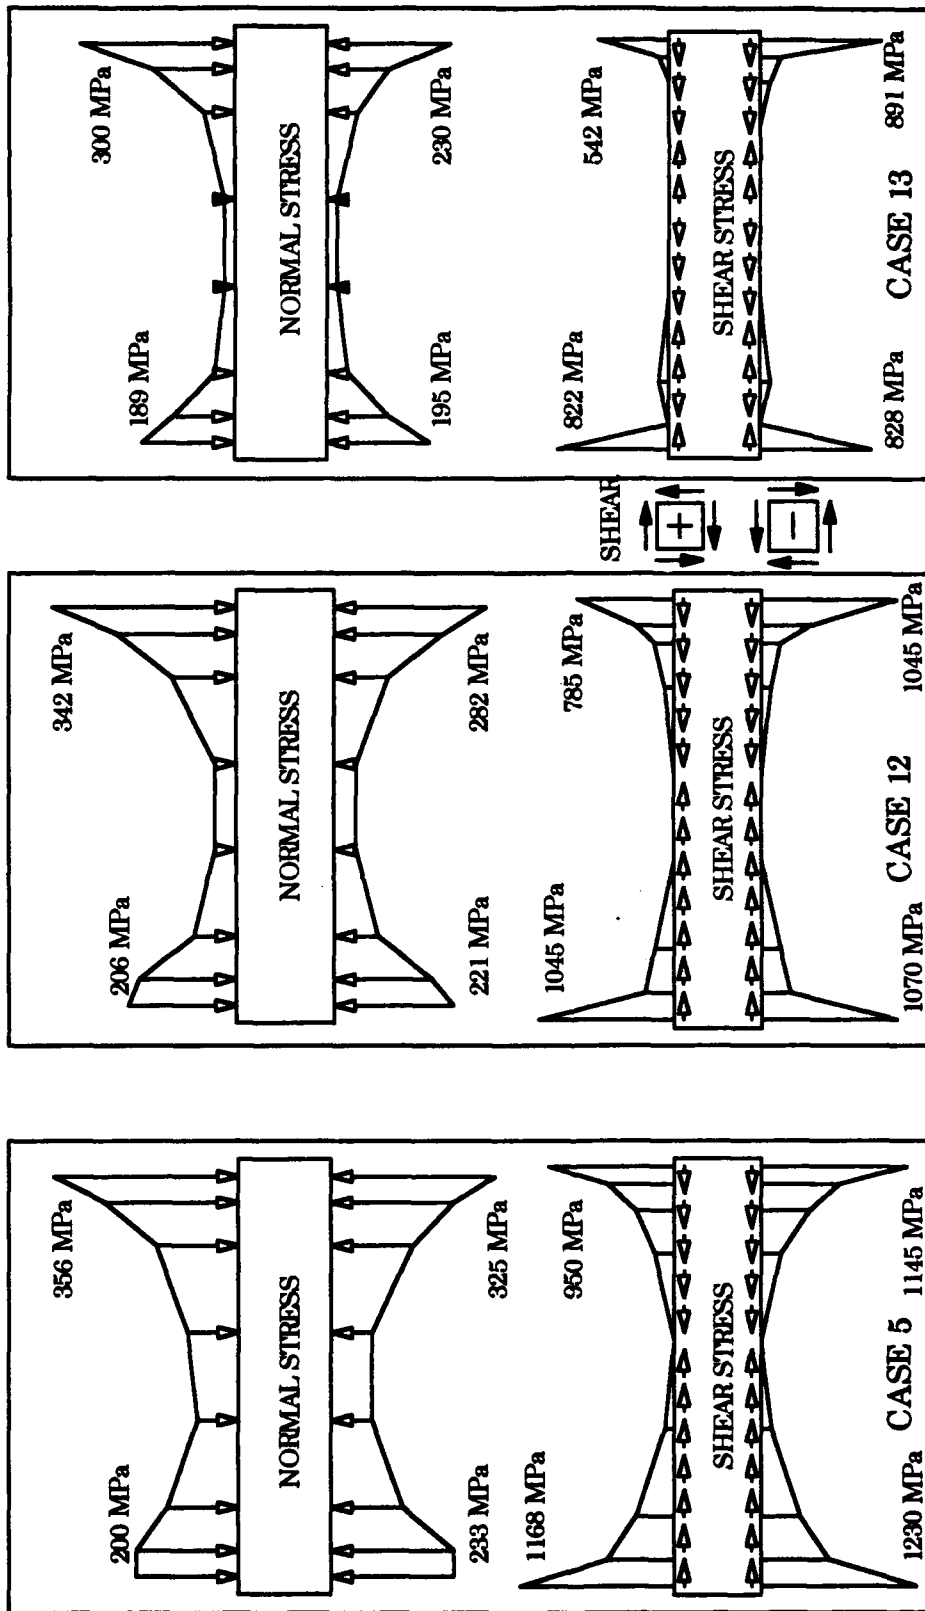 200 MPa
356 MPa
NORMAL STRESS
233 MPa
325 MPa
1168 MPa
950 MPa
SHEAR STRESS
1230 MPa
1145 MPa
CASE 5
206 MPa
342 MPa
NORMAL STRESS
221 MPa
282 MPa
1045 MPa
785 MPa
SHEAR STRESS
1070 MPa
1045 MPa
CASE 12
SHEAR
+
−
189 MPa
300 MPa
NORMAL STRESS
195 MPa
230 MPa
822 MPa
542 MPa
SHEAR STRESS
828 MPa
891 MPa
CASE 13